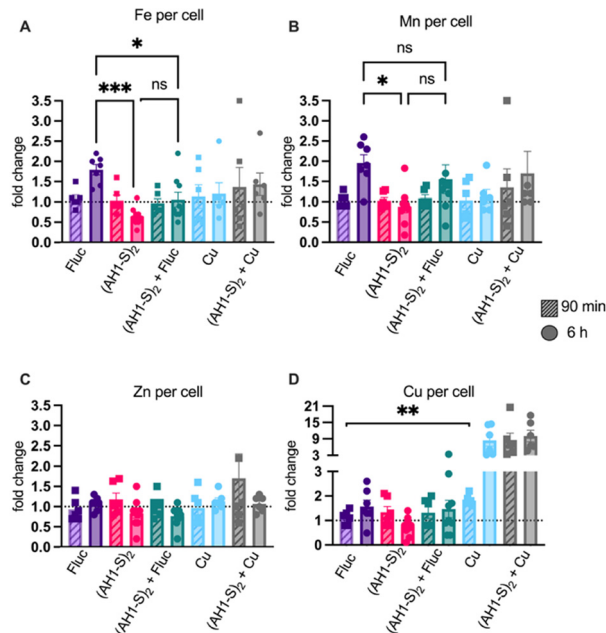 A
Fe per cell
*
***
ns
fold change
3.5
3.0
2.5
2.0
1.5
1.0
0.5
0.0
Fluc
(AH1-S)2
(AH1-S)2 + Fluc
Cu
(AH1-S)2 + Cu
B
Mn per cell
ns
*
ns
fold change
3.5
3.0
2.5
2.0
1.5
1.0
0.5
0.0
Fluc
(AH1-S)2
(AH1-S)2 + Fluc
Cu
(AH1-S)2 + Cu
90 min
6 h
C
Zn per cell
fold change
3.5
3.0
2.5
2.0
1.5
1.0
0.5
0.0
Fluc
(AH1-S)2
(AH1-S)2 + Fluc
Cu
(AH1-S)2 + Cu
D
Cu per cell
**
fold change
21
15
9
3
3
2
1
0
Fluc
(AH1-S)2
(AH1-S)2 + Fluc
Cu
(AH1-S)2 + Cu